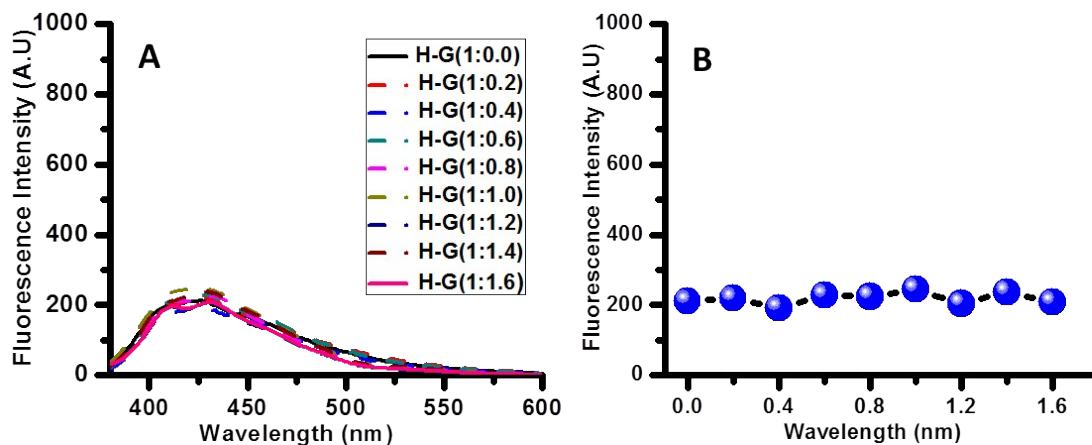 A
Fluorescence Intensity (A.U)
1000
800
600
400
200
0
400
450
500
550
600
Wavelength (nm)
H-G(1:0.0)
H-G(1:0.2)
H-G(1:0.4)
H-G(1:0.6)
H-G(1:0.8)
H-G(1:1.0)
H-G(1:1.2)
H-G(1:1.4)
H-G(1:1.6)
B
Fluorescence Intensity (A.U)
1000
800
600
400
200
0
0.0
0.4
0.8
1.2
1.6
Wavelength (nm)